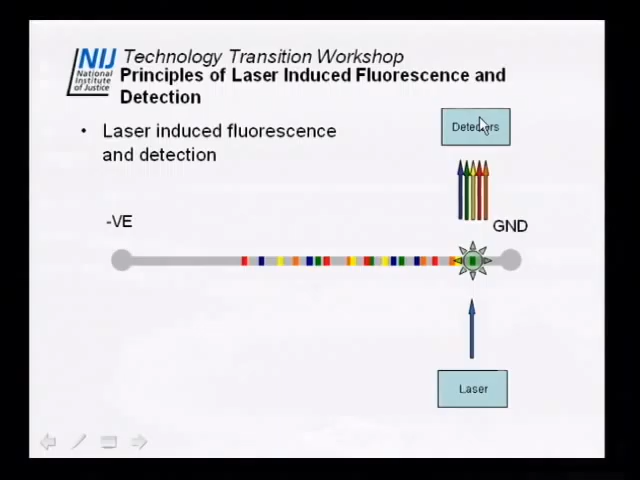 NIJ
National
Institute
of Justice
Technology Transition Workshop
Principles of Laser Induced Fluorescence and
Detection
• Laser induced fluorescence
and detection
Detectors
-VE
GND
Laser